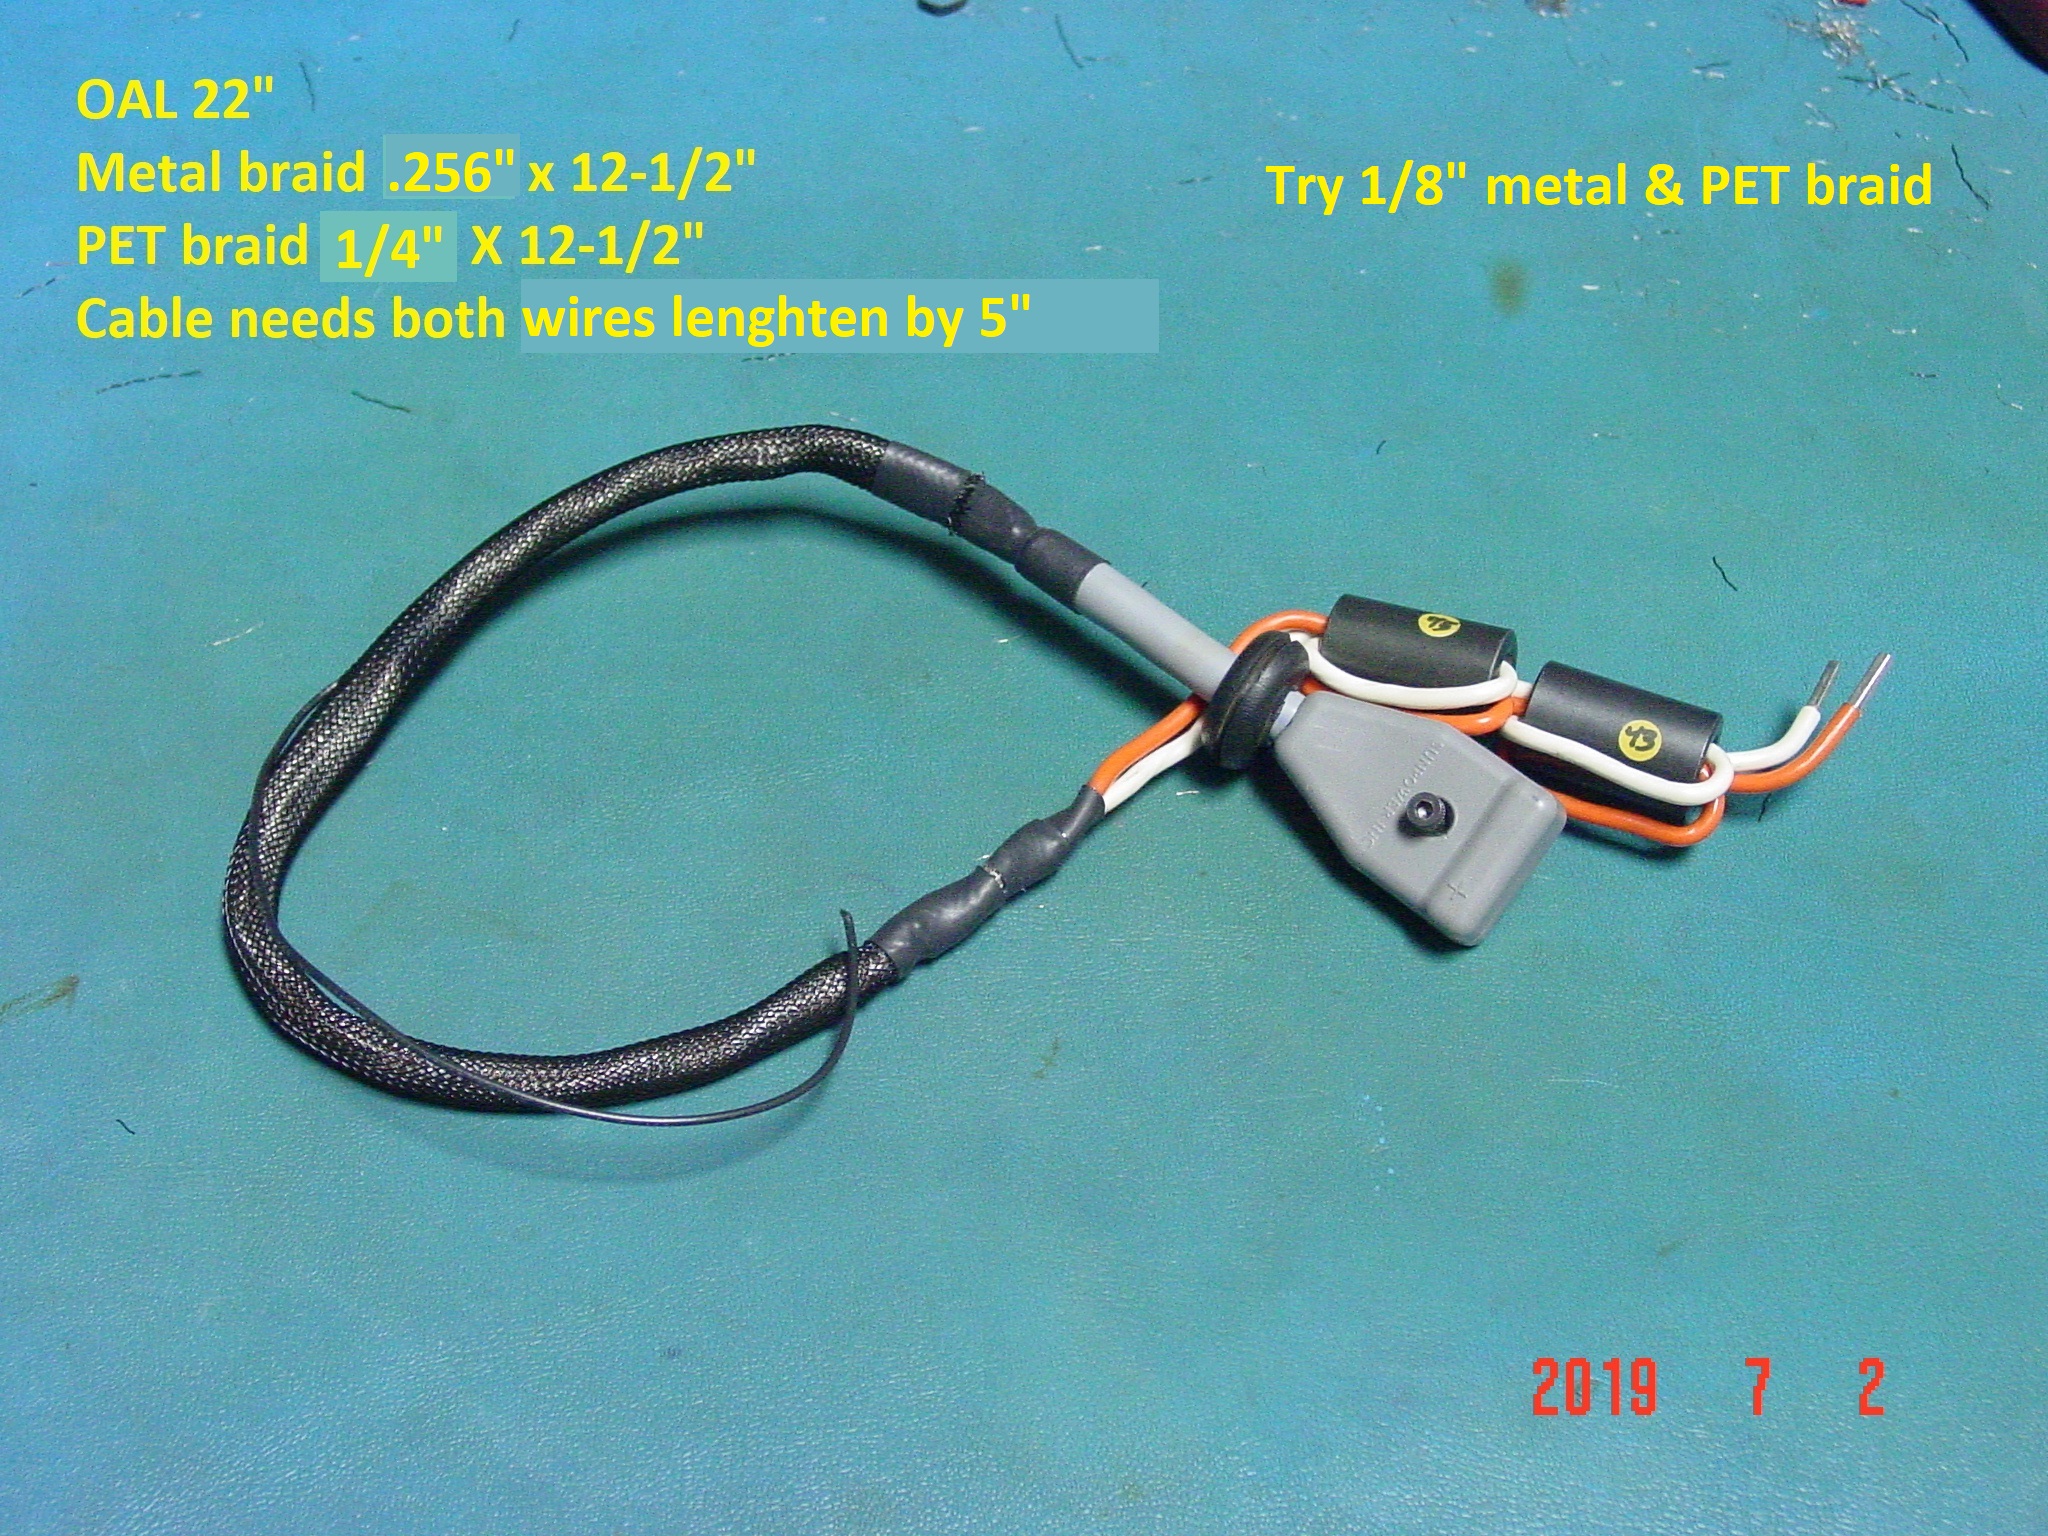 OAL 22"
Metal braid .256" x 12-1/2"
PET braid 1/4" X 12-1/2"
Cable needs both wires lenghten by 5"
Try 1/8" metal & PET braid
43
+
2019 7 2